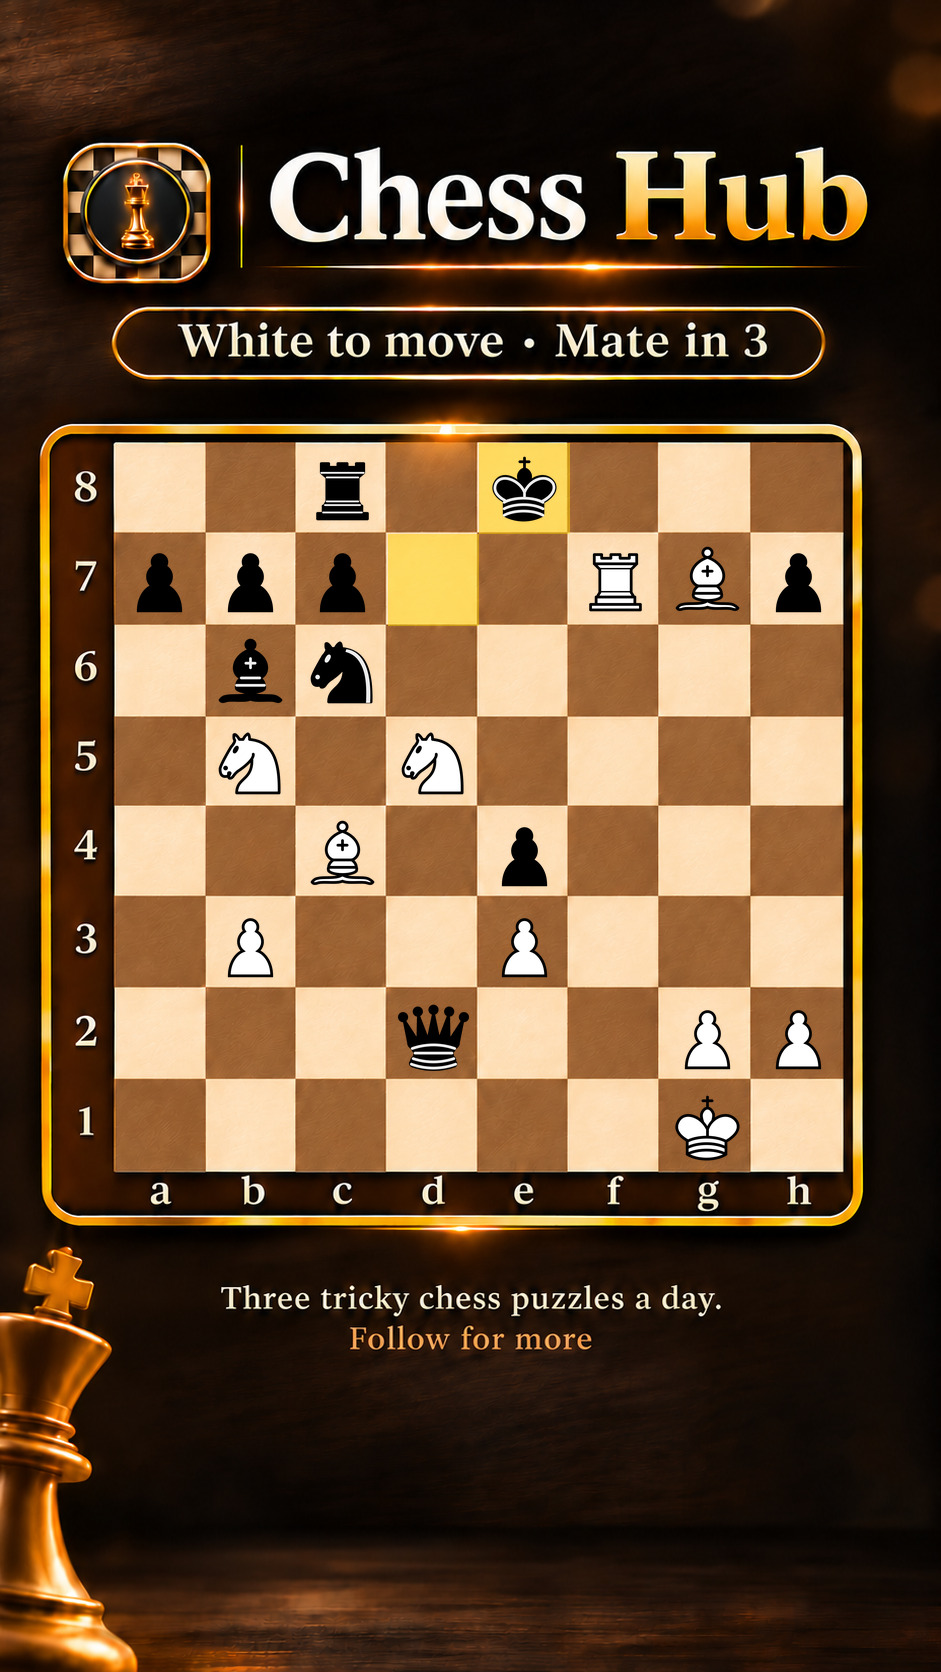 Chess Hub
White to move • Mate in 3
8
7
6
5
4
3
2
1
a b c d e f g h
Three tricky chess puzzles a day.
Follow for more